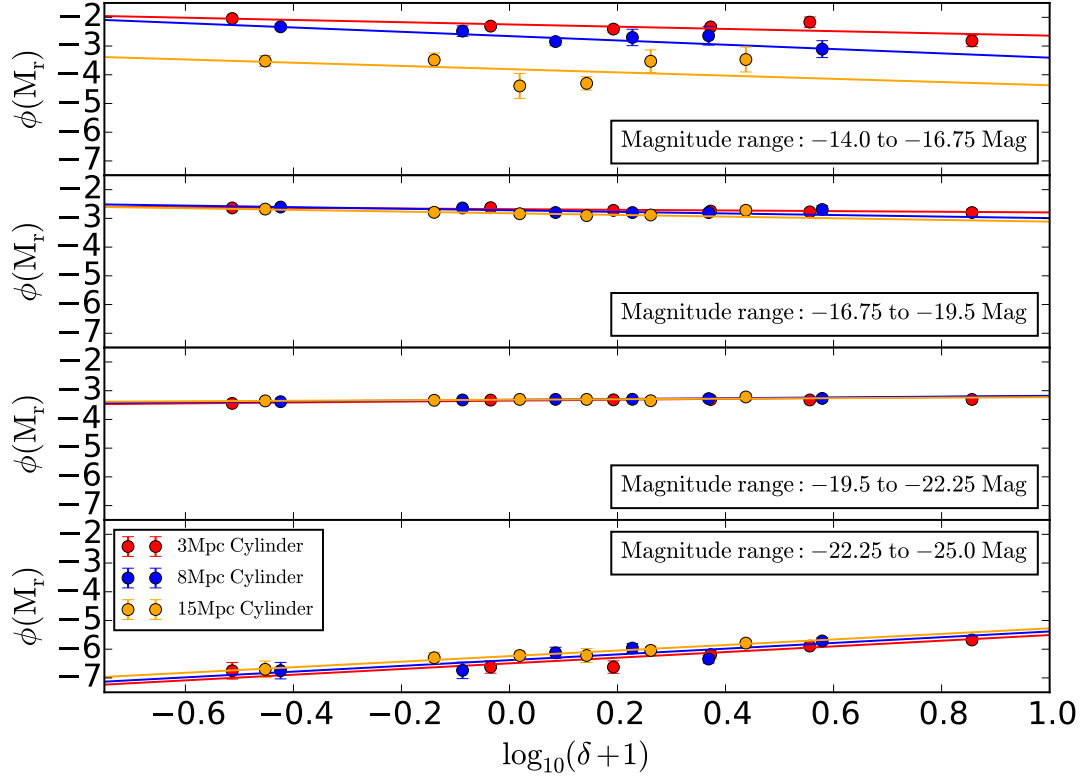 −2
−3
−4
−5
−6
−7
ϕ(M_r)
Magnitude range: −14.0 to −16.75 Mag
−2
−3
−4
−5
−6
−7
ϕ(M_r)
Magnitude range: −16.75 to −19.5 Mag
−2
−3
−4
−5
−6
−7
ϕ(M_r)
Magnitude range: −19.5 to −22.25 Mag
−2
−3
−4
−5
−6
−7
ϕ(M_r)
Magnitude range: −22.25 to −25.0 Mag
3Mpc Cylinder
8Mpc Cylinder
15Mpc Cylinder
−0.6 −0.4 −0.2 0.0 0.2 0.4 0.6 0.8 1.0
log₁₀(δ+1)